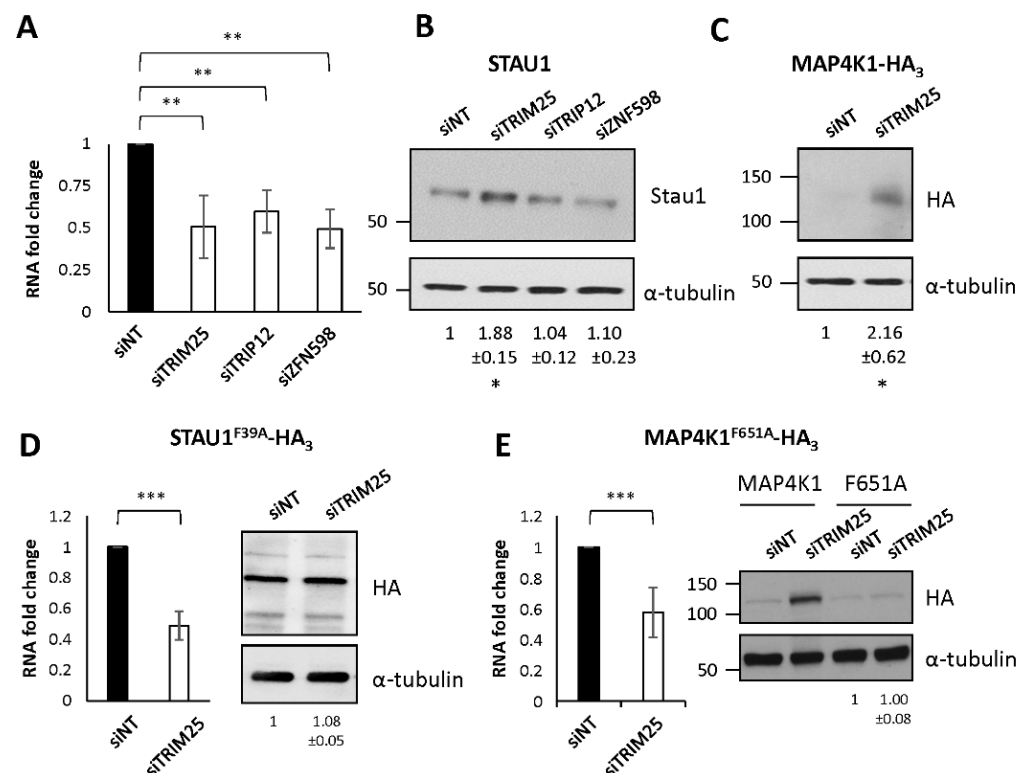 A
**
**
**
RNA fold change
1
0.75
0.5
0.25
0
siNT
siTRIM25
siTRIP12
siZFN598
B
STAU1
siNT
siTRIM25
siTRIP12
siZNF598
50
Stau1
50
α-tubulin
1 1.88 1.04 1.10
±0.15 ±0.12 ±0.23
*
C
MAP4K1-HA3
siNT
siTRIM25
150
100
HA
50
α-tubulin
1 2.16
±0.62
*
D
STAU1F39A-HA3
***
RNA fold change
1.2
1
0.8
0.6
0.4
0.2
0
siNT
siTRIM25
siNT
siTRIM25
HA
α-tubulin
1 1.08
±0.05
E
MAP4K1F651A-HA3
***
RNA fold change
1.2
1
0.8
0.6
0.4
0.2
0
siNT
siTRIM25
MAP4K1 F651A
siNT
siTRIM25
siNT
siTRIM25
150
100
HA
50
α-tubulin
1 1.00
±0.08